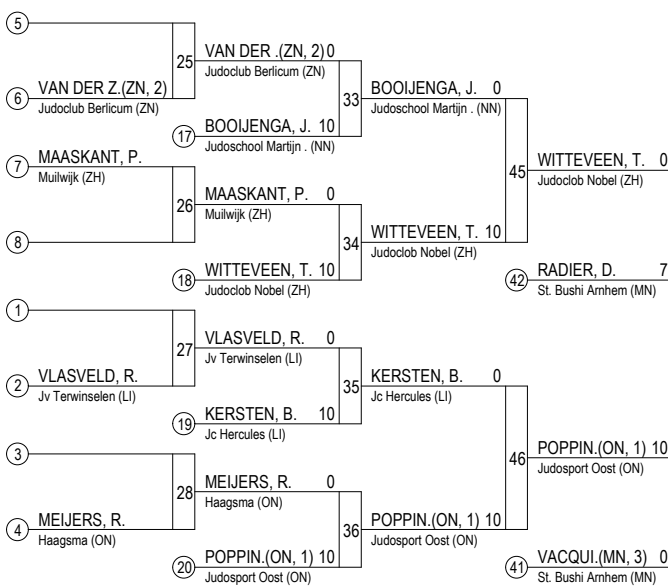 5
25 VAN DER .(ZN, 2) 0
Judoclub Berlicum (ZN)
6 VAN DER Z.(ZN, 2)
Judoclub Berlicum (ZN)
33 BOOIJENGA, J. 0
Judoschool Martijn . (NN)
17 BOOIJENGA, J. 10
Judoschool Martijn . (NN)
7 MAASKANT, P.
Muilwijk (ZH)
45 WITTEVEEN, T. 0
Judoclob Nobel (ZH)
26 MAASKANT, P. 0
Muilwijk (ZH)
8
34 WITTEVEEN, T. 10
Judoclob Nobel (ZH)
18 WITTEVEEN, T. 10
Judoclob Nobel (ZH)
42 RADIER, D. 7
St. Bushi Arnhem (MN)
1
27 VLASVELD, R. 0
Jv Terwinselen (LI)
2 VLASVELD, R.
Jv Terwinselen (LI)
35 KERSTEN, B. 0
Jc Hercules (LI)
19 KERSTEN, B. 10
Jc Hercules (LI)
3
46 POPPIN.(ON, 1) 10
Judosport Oost (ON)
28 MEIJERS, R. 0
Haagsma (ON)
4 MEIJERS, R.
Haagsma (ON)
36 POPPIN.(ON, 1) 10
Judosport Oost (ON)
20 POPPIN.(ON, 1) 10
Judosport Oost (ON)
41 VACQUI.(MN, 3) 0
St. Bushi Arnhem (MN)